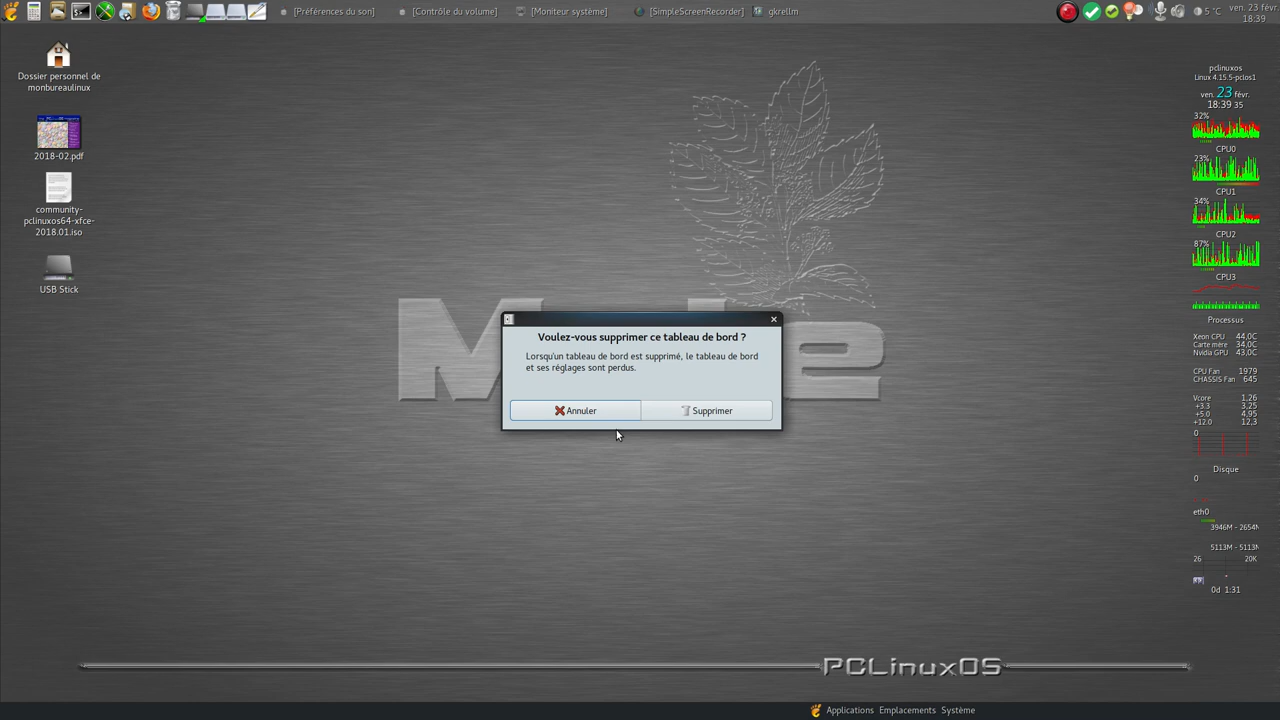 [Préférences du son]
[Contrôle du volume]
[Moniteur système]
[SimpleScreenRecorder]
gkrellm
5 °C
ven. 23 févr.
18:39
Dossier personnel de
monbureaulinux
2018-02.pdf
community-
pclinuxos64-xfce-
2018.01.iso
USB Stick
pclinuxos
Linux 4.15.5-pclos1
ven. 23 févr.
18:39 35
32%
CPU0
23%
CPU1
34%
CPU2
87%
CPU3
Processus
Xeon CPU 44,0C
Carte mère 34,0C
Nvidia GPU 43,0C
CPU Fan 1979
CHASSIS Fan 645
Vcore 1,26
+3.3 3,25
+5.0 4,95
+12.0 12,3
0
Disque
0
eth0
3946M - 2654M
5113M - 5113M
26 20K
0d 1:31
Voulez-vous supprimer ce tableau de bord ?
Lorsqu'un tableau de bord est supprimé, le tableau de bord
et ses réglages sont perdus.
Annuler
Supprimer
PCLinuxOS
Applications Emplacements Système